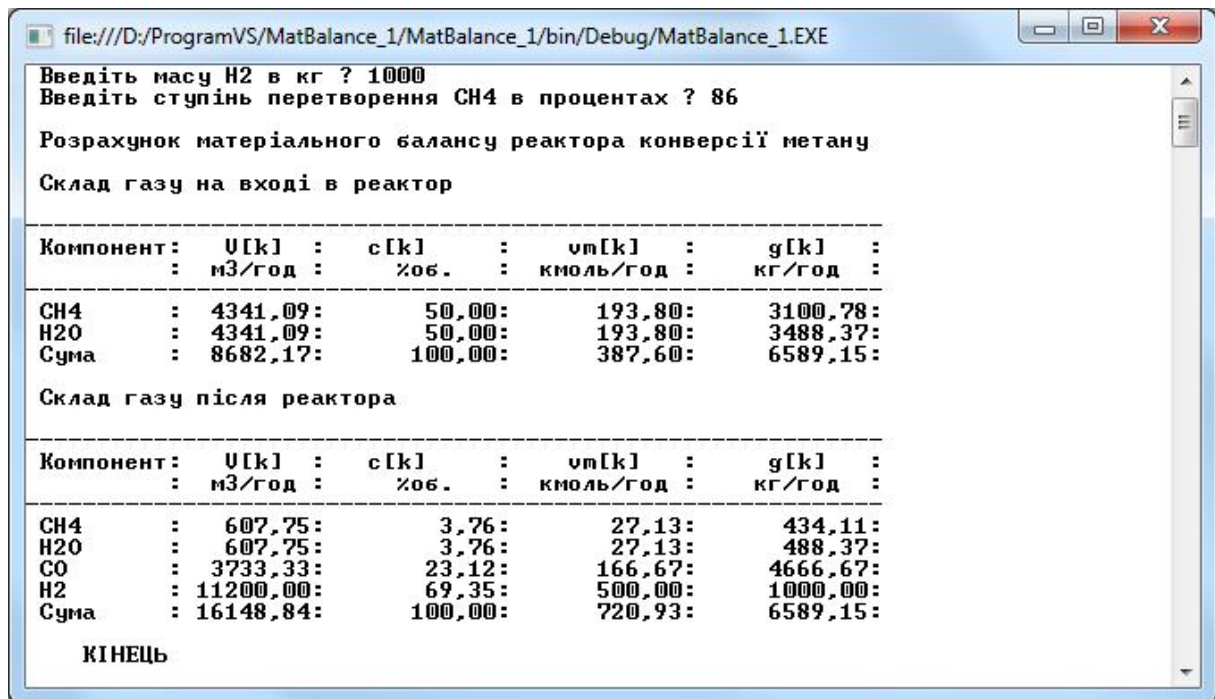 file:///D:/ProgramVS/MatBalance_1/MatBalance_1/bin/Debug/MatBalance_1.EXE
Введіть масу H2 в кг ? 1000
Введіть ступінь перетворення CH4 в процентах ? 86
Розрахунок матеріального балансу реактора конверсії метану
Склад газу на вході в реактор
Компонент: V[k] : c[k] : vm[k] : g[k] :
: м3/год : %об. : кмоль/год : кг/год :
CH4 : 4341,09: 50,00: 193,80: 3100,78:
H2O : 4341,09: 50,00: 193,80: 3488,37:
Сума : 8682,17: 100,00: 387,60: 6589,15:
Склад газу після реактора
Компонент: V[k] : c[k] : vm[k] : g[k] :
: м3/год : %об. : кмоль/год : кг/год :
CH4 : 607,75: 3,76: 27,13: 434,11:
H2O : 607,75: 3,76: 27,13: 488,37:
CO : 3733,33: 23,12: 166,67: 4666,67:
H2 : 11200,00: 69,35: 500,00: 1000,00:
Сума : 16148,84: 100,00: 720,93: 6589,15:
КІНЕЦЬ